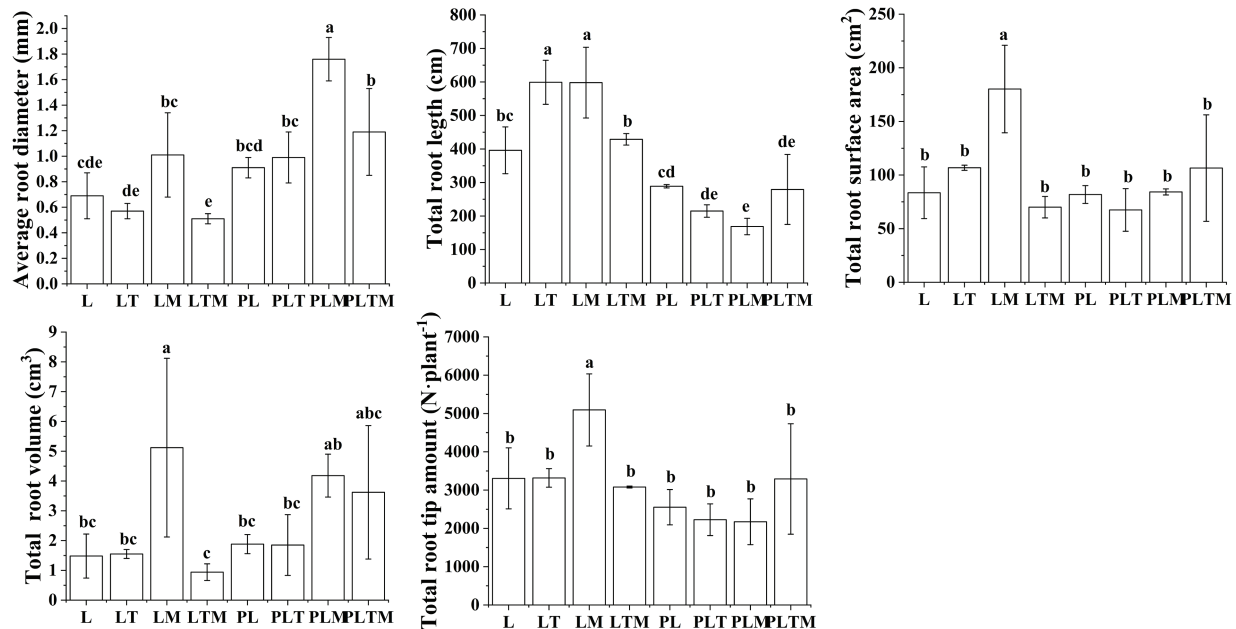 Average root diameter (mm)
2.0
1.8
1.6
1.4
1.2
1.0
0.8
0.6
0.4
0.2
0.0
cde
de
bc
e
bcd
bc
a
b
L LT LM LTM PL PLT PLM PLTM
Total root legth (cm)
800
700
600
500
400
300
200
100
0
bc
a
a
b
cd
de
e
de
L LT LM LTM PL PLT PLM PLTM
Total root surface area (cm²)
250
200
150
100
50
0
b
b
a
b
b
b
b
b
L LT LM LTM PL PLT PLM PLTM
Total root volume (cm³)
9
8
7
6
5
4
3
2
1
0
bc
bc
a
c
bc
bc
ab
abc
L LT LM LTM PL PLT PLM PLTM
Total root tip amount (N·plant⁻¹)
7000
6000
5000
4000
3000
2000
1000
0
b
b
a
b
b
b
b
b
L LT LM LTM PL PLT PLM PLTM